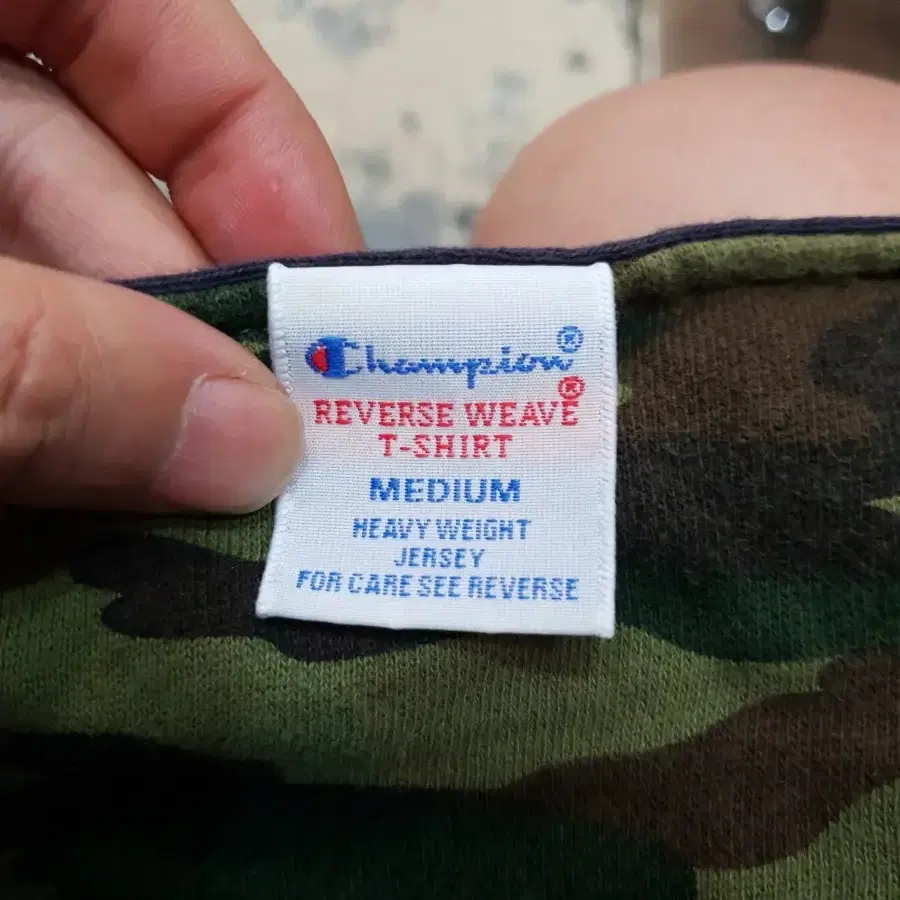 Champion®
REVERSE WEAVE®
T-SHIRT
MEDIUM
HEAVY WEIGHT
JERSEY
FOR CARE SEE REVERSE